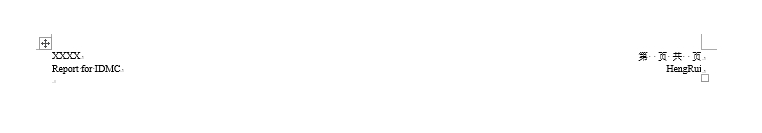 XXXX
第 页 共 页
Report for IDMC
HengRui